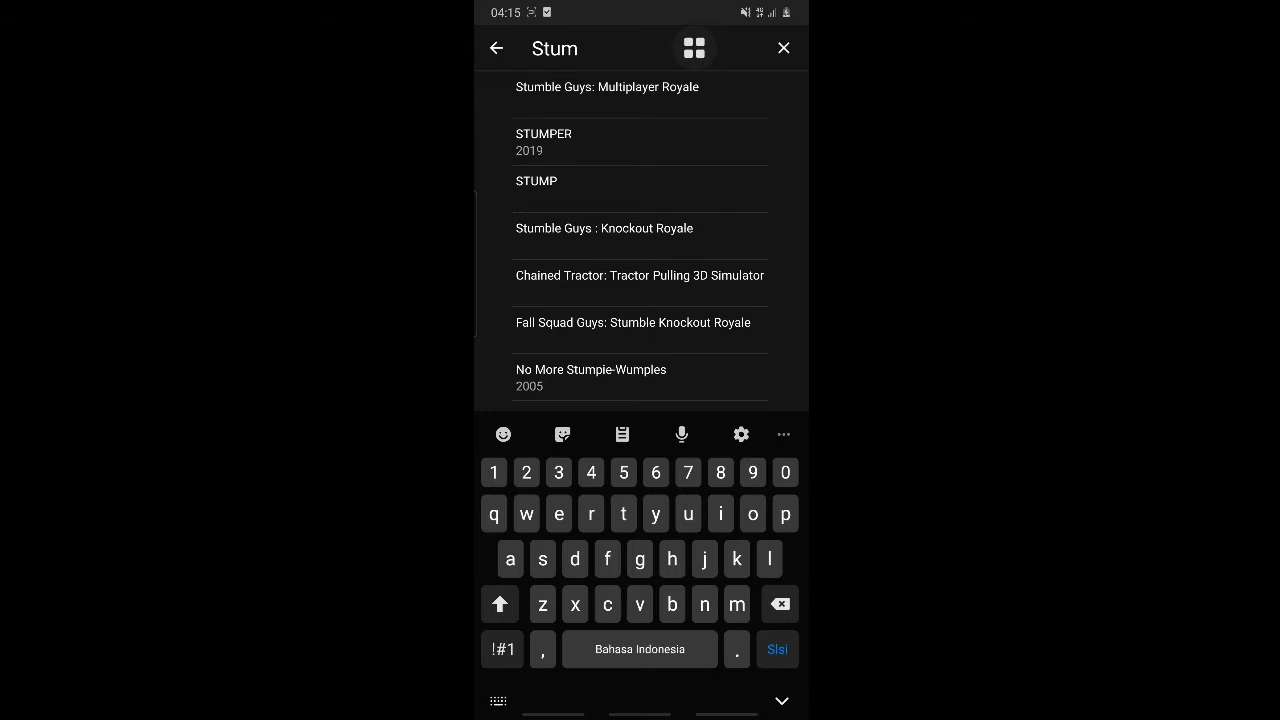 04:15
Stum
Stumble Guys: Multiplayer Royale
STUMPER
2019
STUMP
Stumble Guys : Knockout Royale
Chained Tractor: Tractor Pulling 3D Simulator
Fall Squad Guys: Stumble Knockout Royale
No More Stumpie-Wumples
2005
1 2 3 4 5 6 7 8 9 0
q w e r t y u i o p
a s d f g h j k l
z x c v b n m
!#1 , Bahasa Indonesia . Slsi